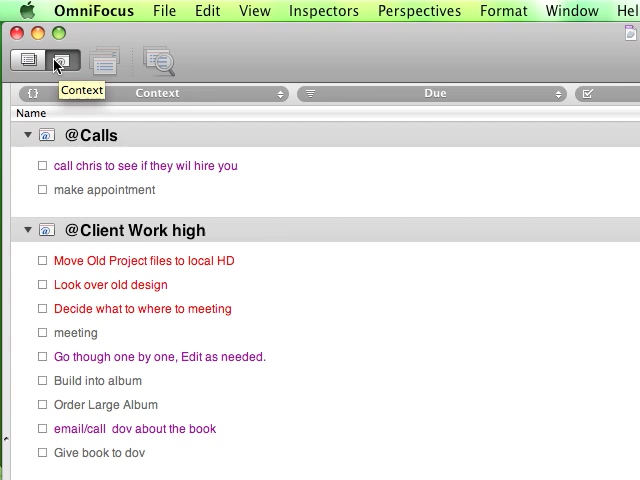 OmniFocus File Edit View Inspectors Perspectives Format Window Hel
Context
{} Context Due
Name
@Calls
call chris to see if they wil hire you
make appointment
@Client Work high
Move Old Project files to local HD
Look over old design
Decide what to where to meeting
meeting
Go though one by one, Edit as needed.
Build into album
Order Large Album
email/call dov about the book
Give book to dov